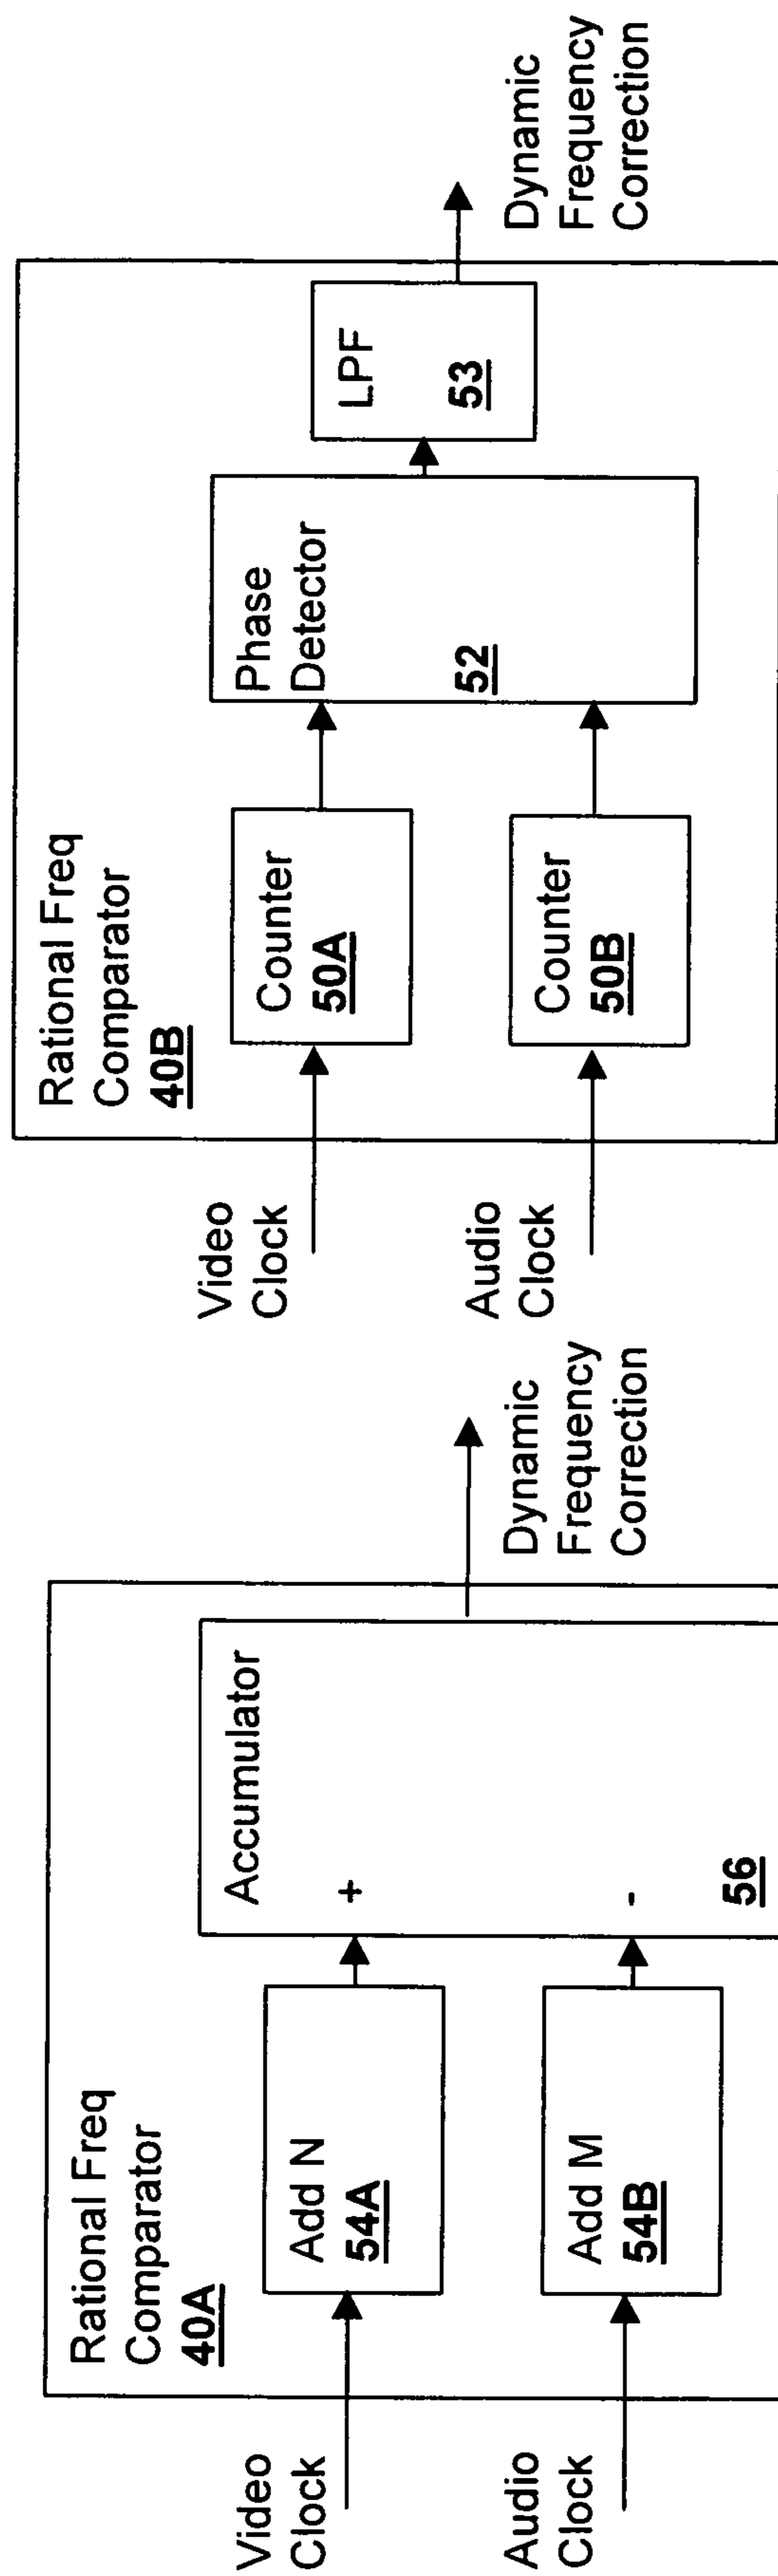 Rational Freq
Comparator
40A
Video
Clock
Audio
Clock
Add N
54A
Add M
54B
Accumulator
+
-
56
Dynamic
Frequency
Correction
Rational Freq
Comparator
40B
Video
Clock
Audio
Clock
Counter
50A
Counter
50B
Phase
Detector
52
LPF
53
Dynamic
Frequency
Correction